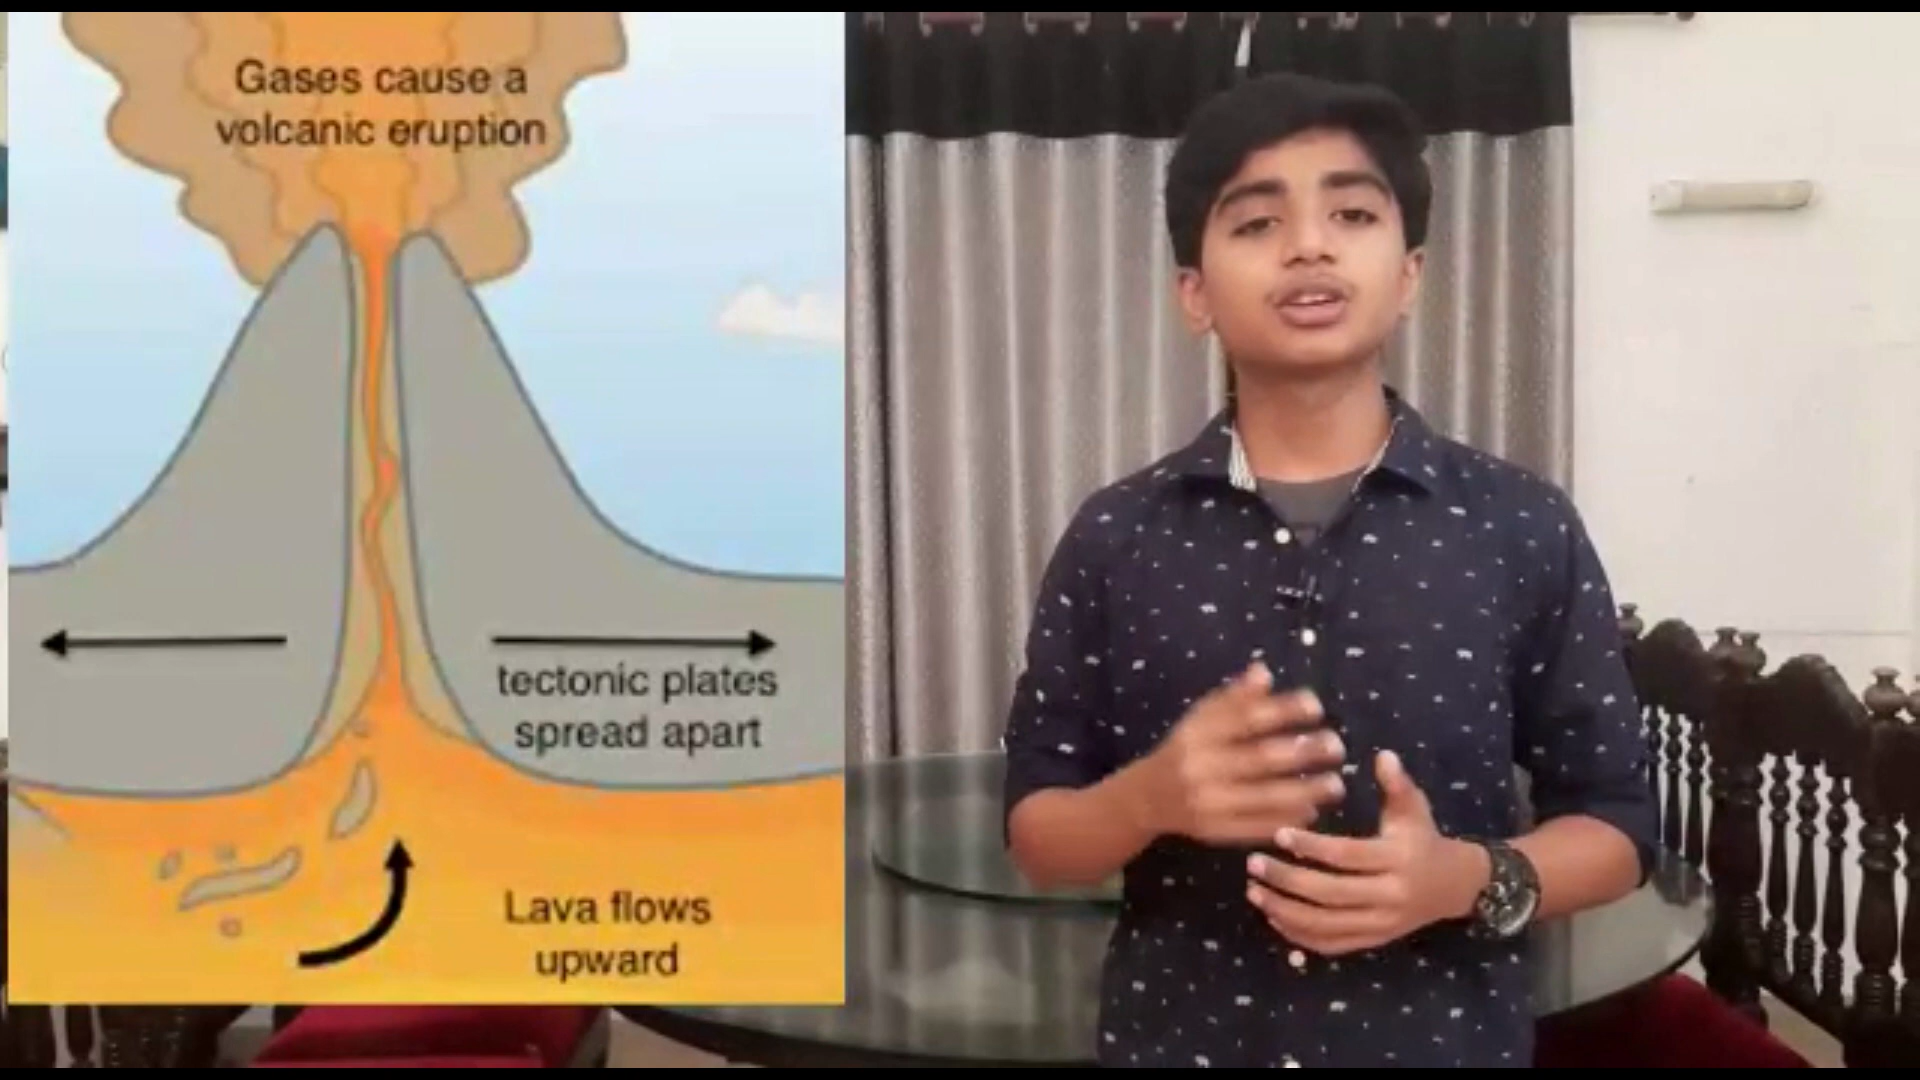 Gases cause a
volcanic eruption
tectonic plates
spread apart
Lava flows
upward